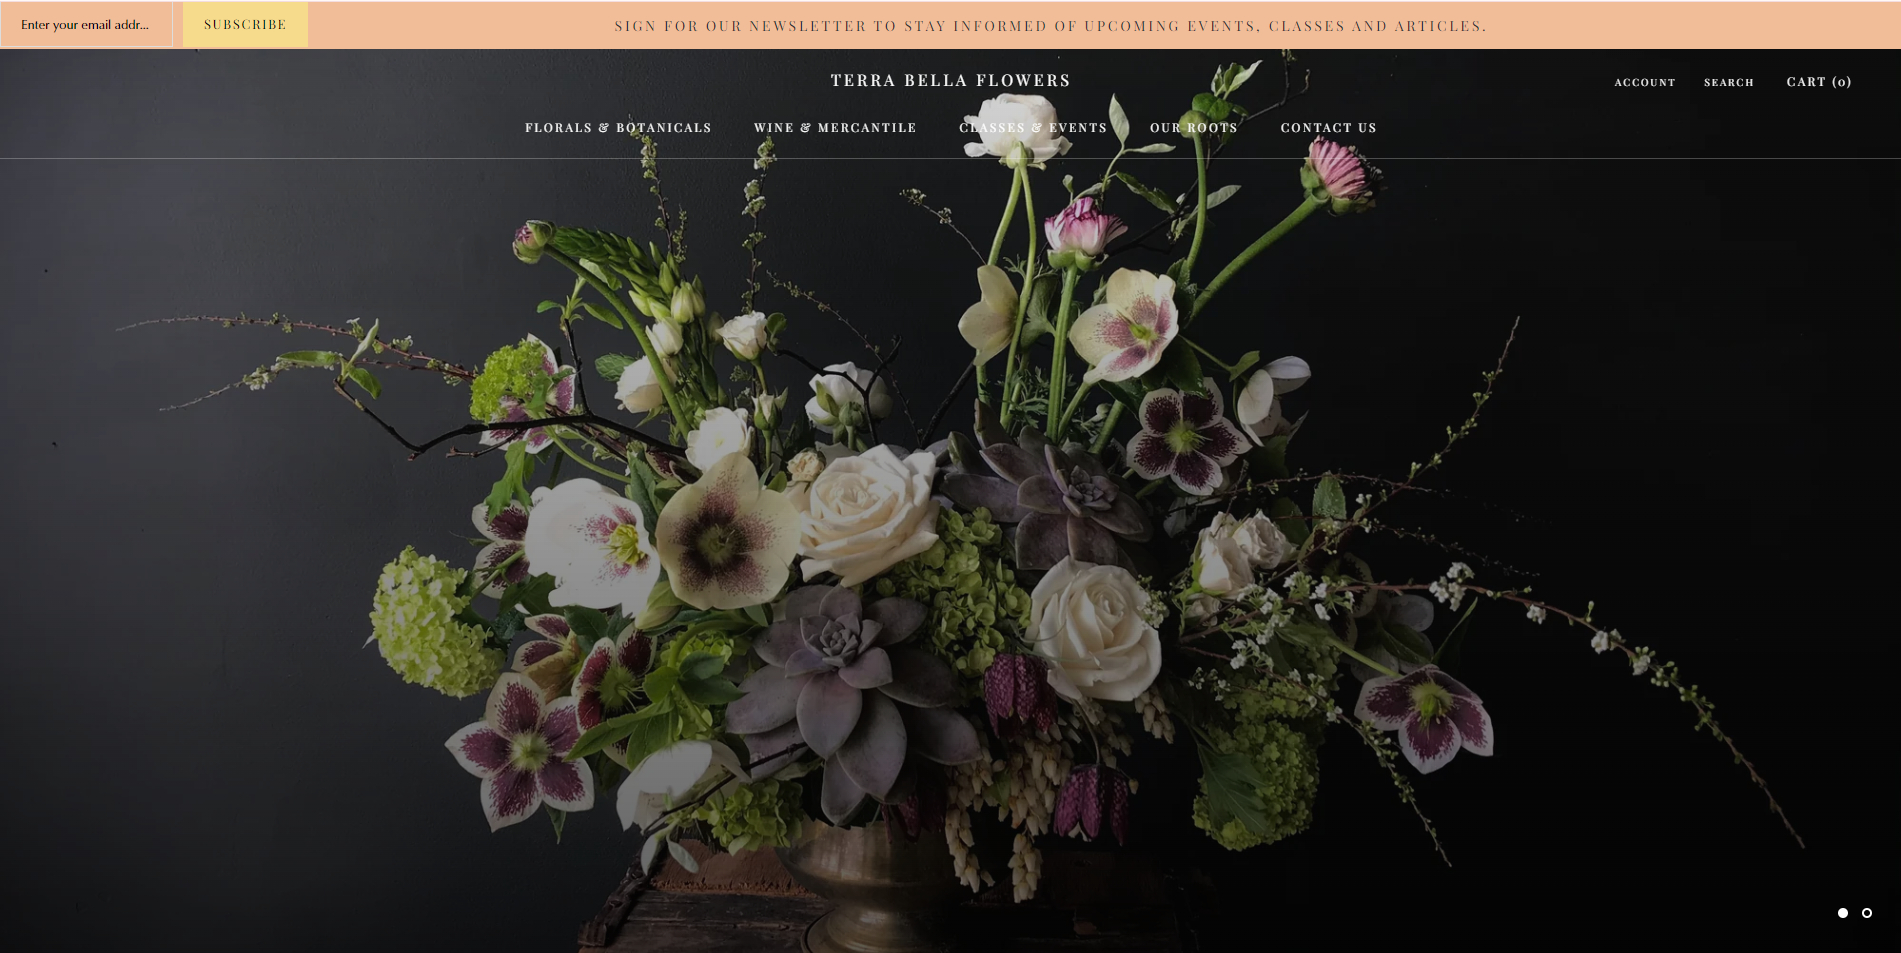 Enter your email addr...
SUBSCRIBE
SIGN FOR OUR NEWSLETTER TO STAY INFORMED OF UPCOMING EVENTS, CLASSES AND ARTICLES.
TERRA BELLA FLOWERS
ACCOUNT
SEARCH
CART (0)
FLORALS & BOTANICALS
WINE & MERCANTILE
CLASSES & EVENTS
OUR ROOTS
CONTACT US